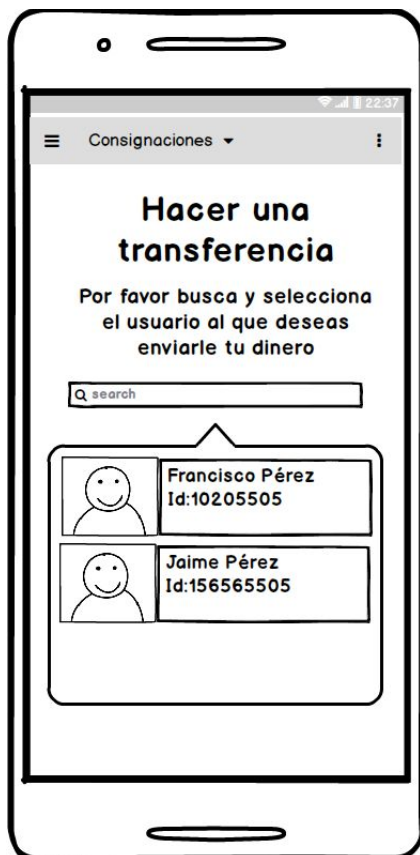 22:37
Consignaciones
Hacer una
transferencia
Por favor busca y selecciona
el usuario al que deseas
enviarle tu dinero
search
Francisco Pérez
Id:10205505
Jaime Pérez
Id:156565505